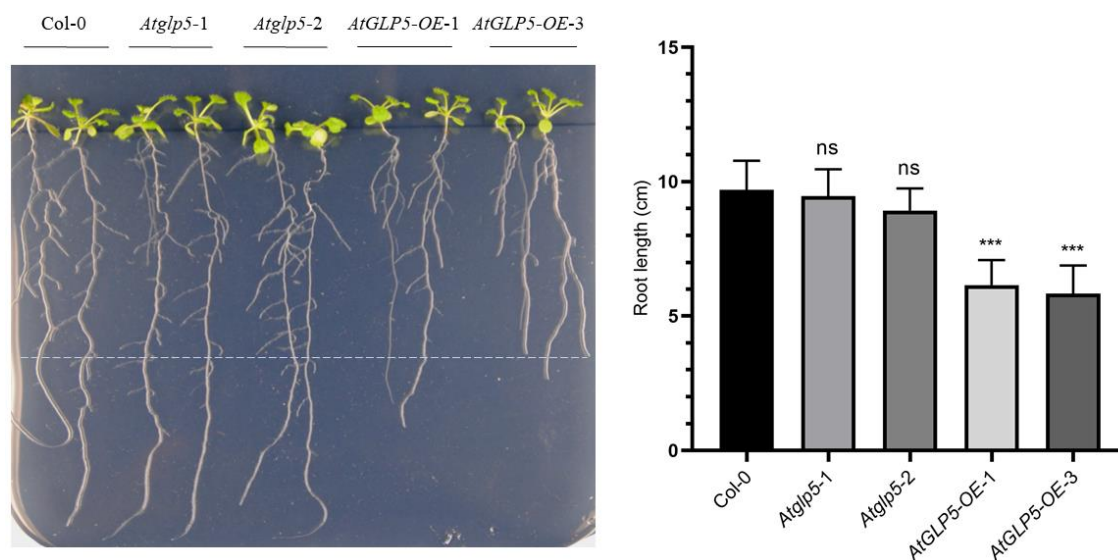 Col-0 Atglp5-1 Atglp5-2 AtGLP5-OE-1 AtGLP5-OE-3
15
10
5
0
Root length (cm)
ns
ns
***
***
Col-0
Atglp5-1
Atglp5-2
AtGLP5-OE-1
AtGLP5-OE-3